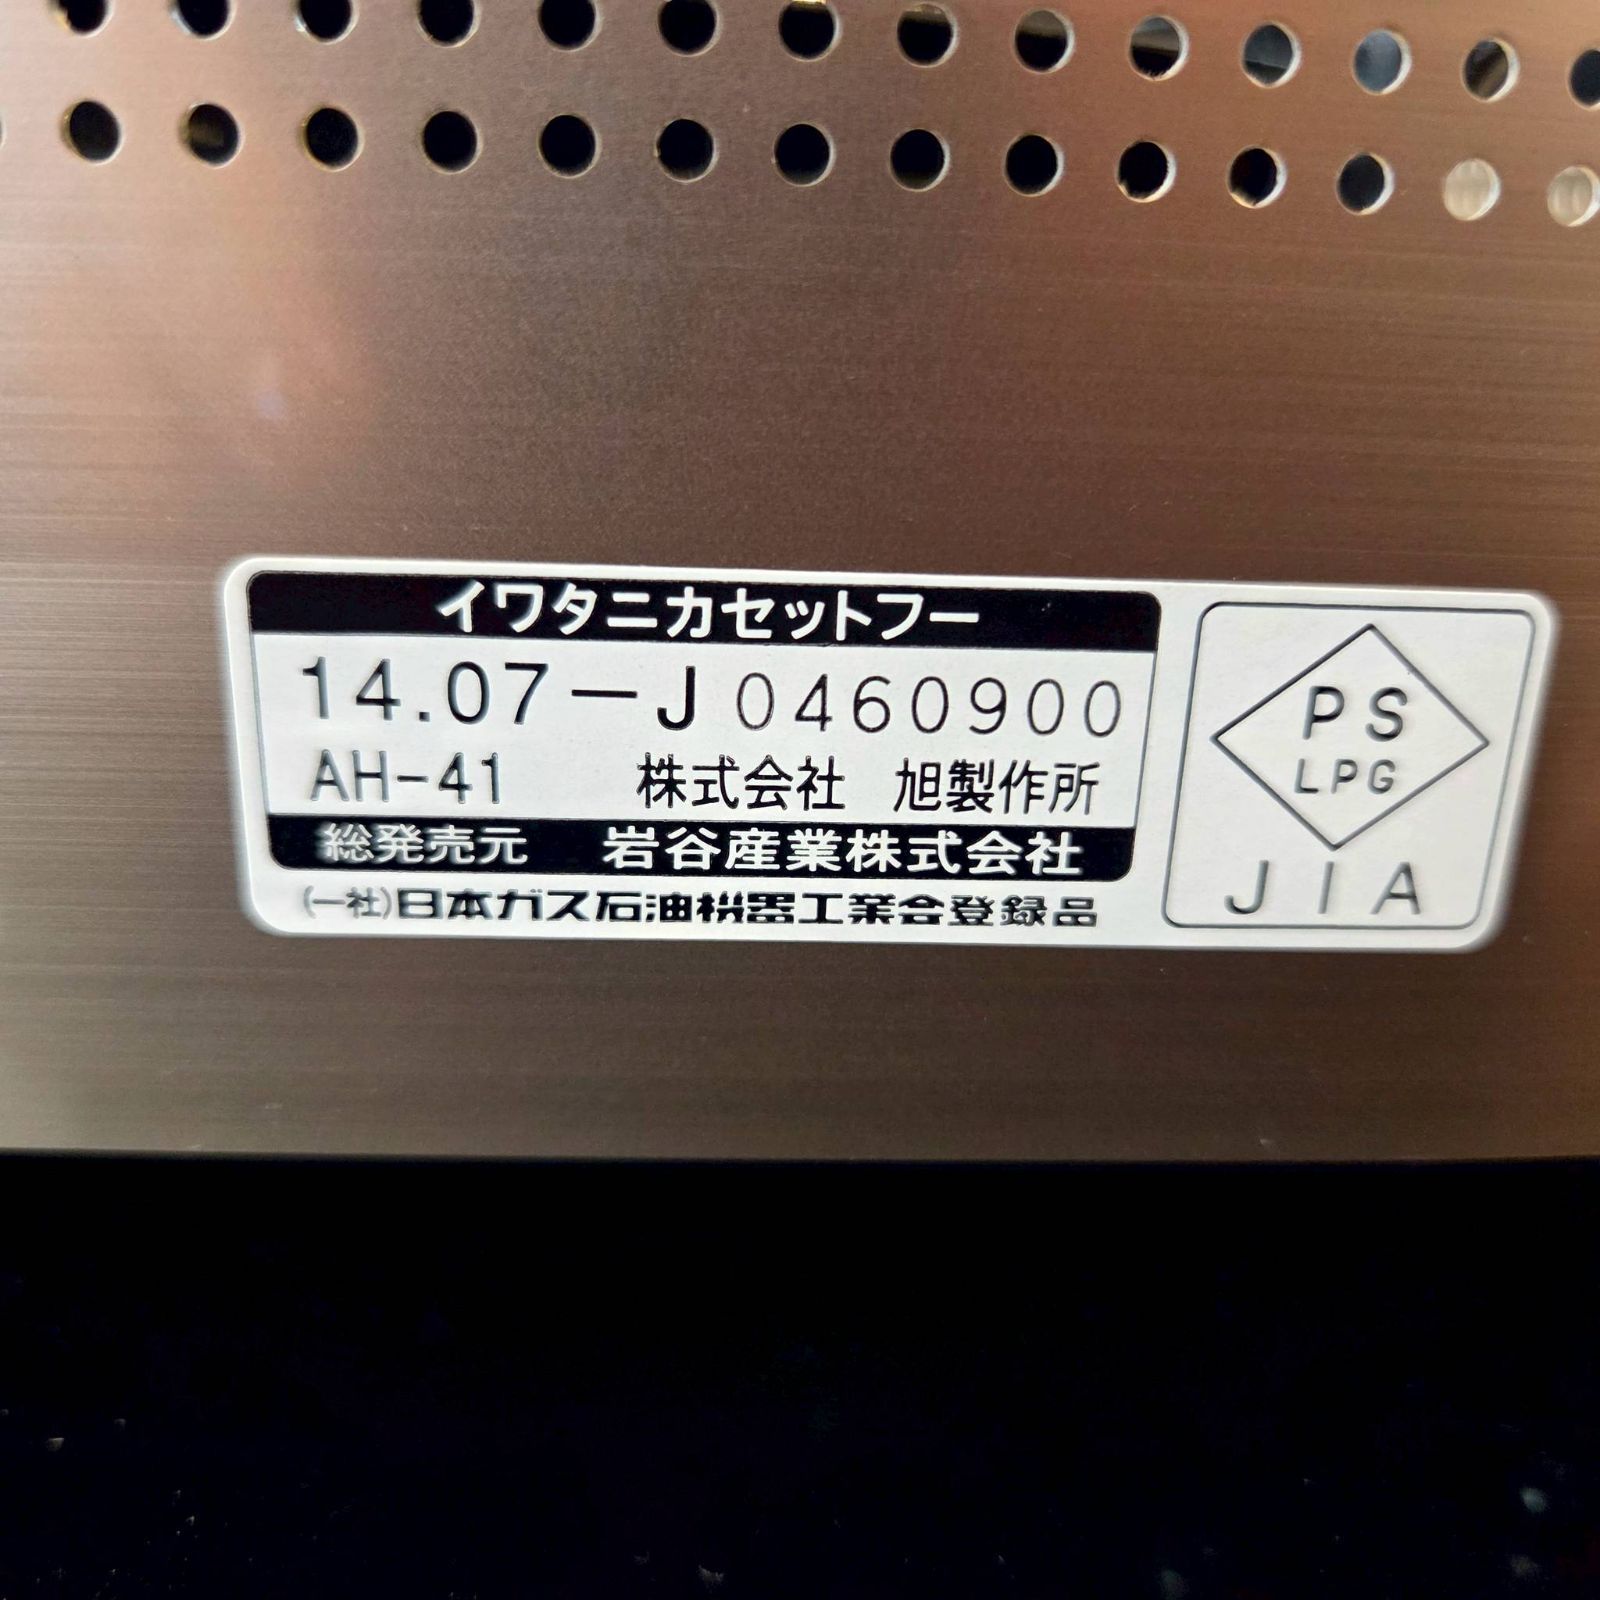 イワタニカセットフー
14.07-J 0460900
AH-41 株式会社 旭製作所
総発売元 岩谷産業株式会社
(一社)日本ガス石油機器工業会登録品
PS
LPG
JIA